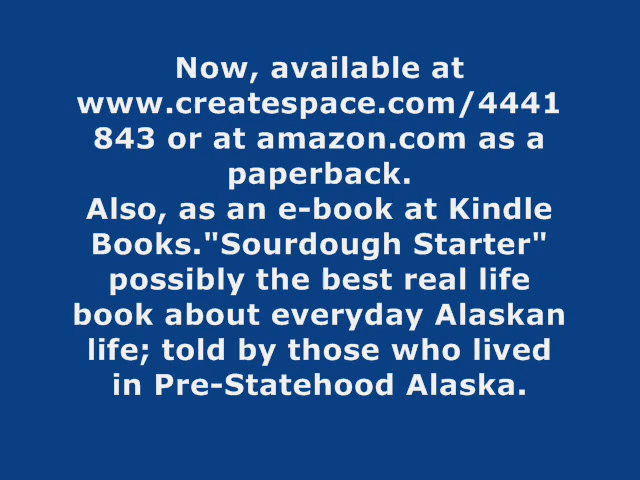 Now, available at
www.createspace.com/4441
843 or at amazon.com as a
paperback.
Also, as an e-book at Kindle
Books."Sourdough Starter"
possibly the best real life
book about everyday Alaskan
life; told by those who lived
in Pre-Statehood Alaska.